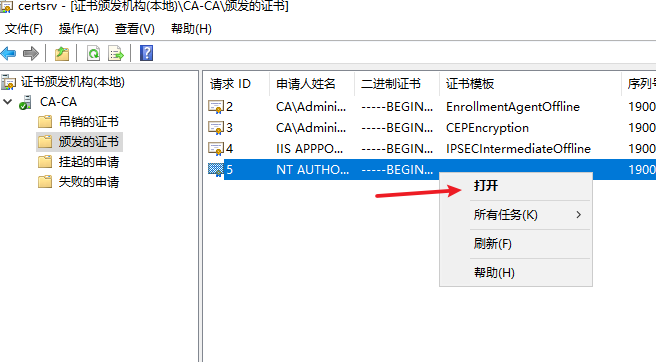 certsrv - [证书颁发机构(本地)\CA-CA\颁发的证书]
文件(F) 操作(A) 查看(V) 帮助(H)
证书颁发机构(本地)
CA-CA
吊销的证书
颁发的证书
挂起的申请
失败的申请
请求 ID 申请人姓名 二进制证书 证书模板 序列号
2 CA\Admini... -----BEGIN... EnrollmentAgentOffline 1900
3 CA\Admini... -----BEGIN... CEPEncryption 1900
4 IIS APPPO... -----BEGIN... IPSECIntermediateOffline 1900
5 NT AUTHO... -----BEGIN... 1900
打开
所有任务(K)
刷新(F)
帮助(H)